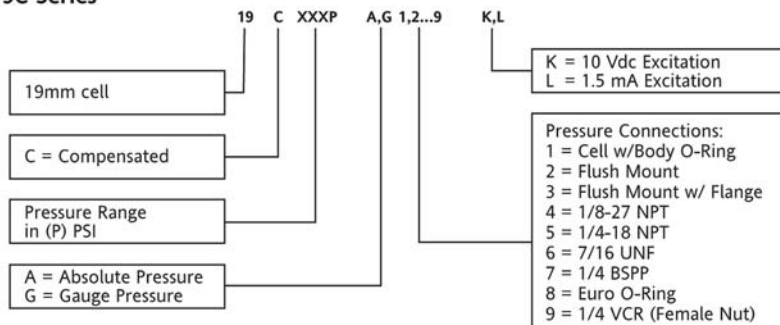 19 C XXXP A,G 1,2...9 K,L
19mm cell
C = Compensated
Pressure Range
in (P) PSI
A = Absolute Pressure
G = Gauge Pressure
K = 10 Vdc Excitation
L = 1.5 mA Excitation
Pressure Connections:
1 = Cell w/Body O-Ring
2 = Flush Mount
3 = Flush Mount w/ Flange
4 = 1/8-27 NPT
5 = 1/4-18 NPT
6 = 7/16 UNF
7 = 1/4 BSPP
8 = Euro O-Ring
9 = 1/4 VCR (Female Nut)